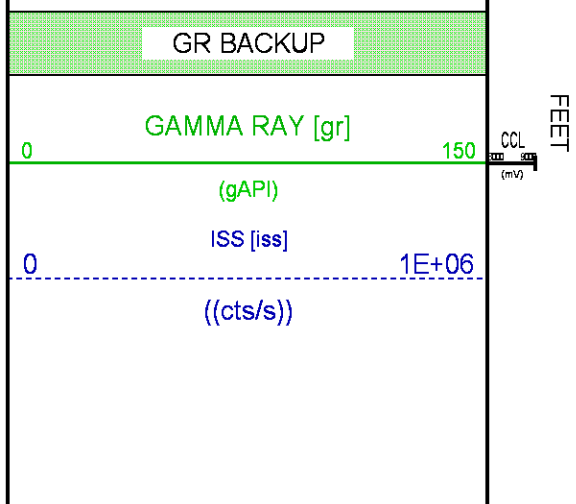 GR BACKUP
FEET
GAMMA RAY [gr]
0 150
CCL
(mV)
(gAPI)
ISS [iss]
0 1E+06
((cts/s))